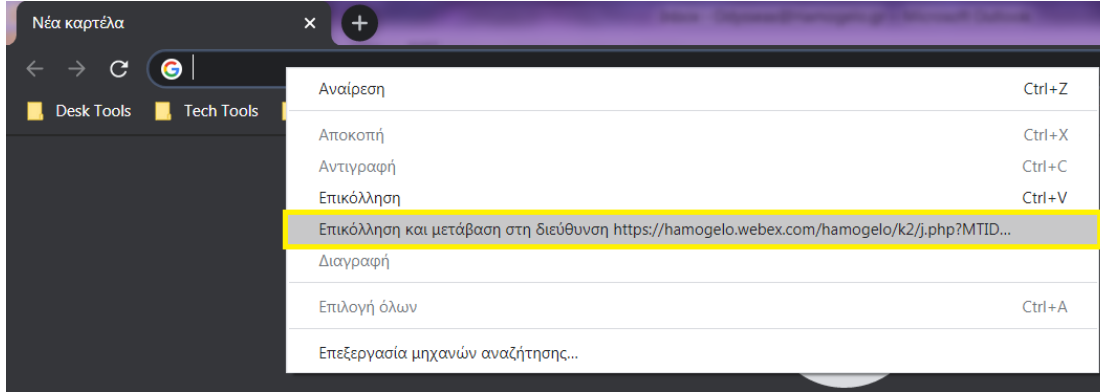 Νέα καρτέλα
Desk Tools Tech Tools
Αναίρεση Ctrl+Z
Αποκοπή Ctrl+X
Αντιγραφή Ctrl+C
Επικόλληση Ctrl+V
Επικόλληση και μετάβαση στη διεύθυνση https://hamogelo.webex.com/hamogelo/k2/j.php?MTID...
Διαγραφή
Επιλογή όλων Ctrl+A
Επεξεργασία μηχανών αναζήτησης...